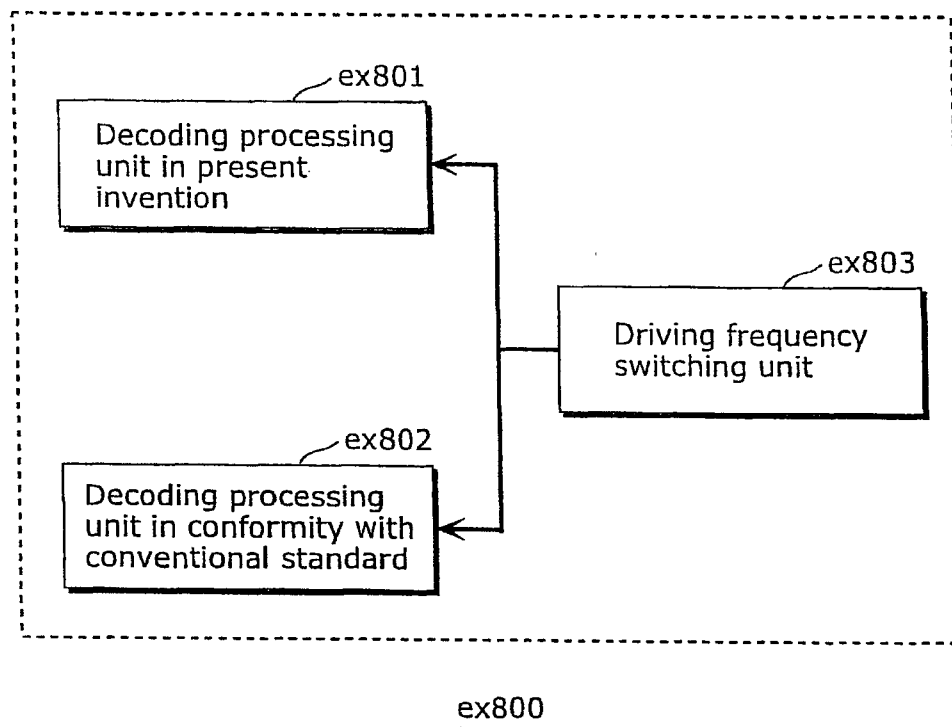 ex801
Decoding processing
unit in present
invention
ex803
Driving frequency
switching unit
ex802
Decoding processing
unit in conformity with
conventional standard
ex800